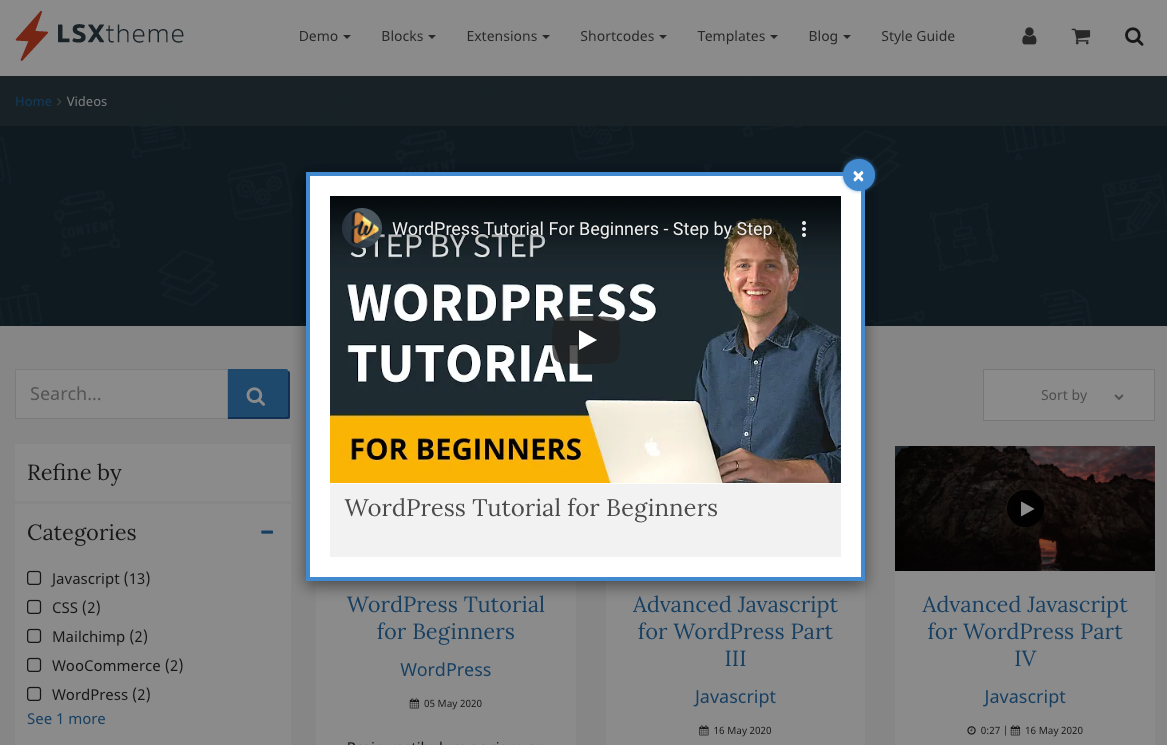 LSXtheme
Demo
Blocks
Extensions
Shortcodes
Templates
Blog
Style Guide
Home > Videos
CONTENT
WordPress Tutorial For Beginners - Step by Step
STEP BY STEP
WORDPRESS
TUTORIAL
FOR BEGINNERS
WordPress Tutorial for Beginners
Search...
Sort by
Refine by
Categories
Javascript (13)
CSS (2)
Mailchimp (2)
WooCommerce (2)
WordPress (2)
See 1 more
WordPress Tutorial
for Beginners
WordPress
05 May 2020
Advanced Javascript
for WordPress Part
III
Javascript
16 May 2020
Advanced Javascript
for WordPress Part
IV
Javascript
0:27 | 16 May 2020